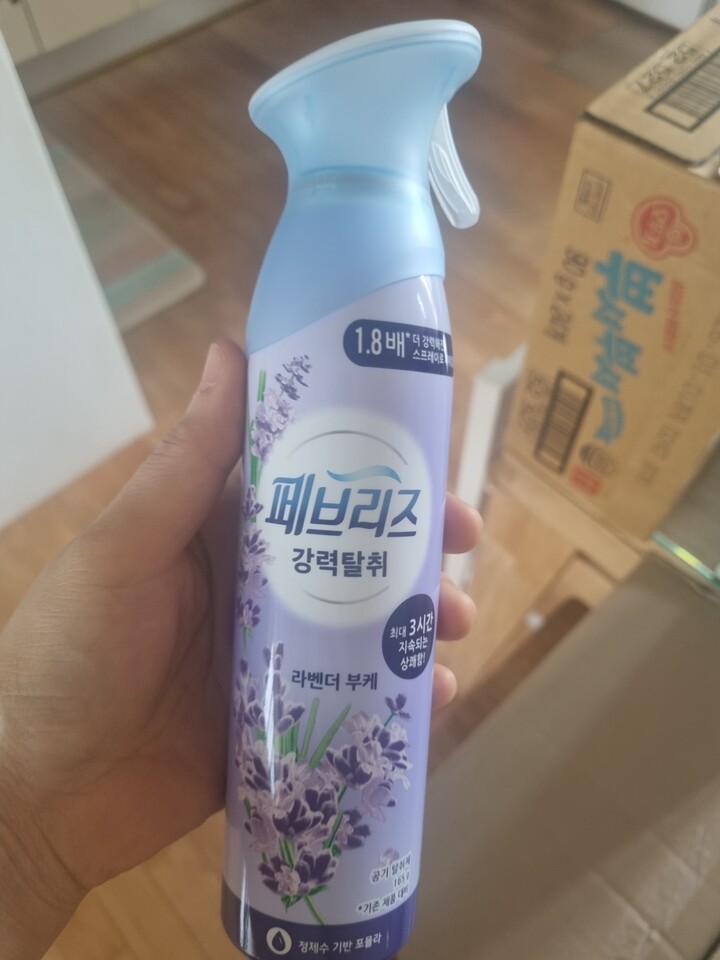 1.8배* 더 강력해진
스프레이로
페브리즈
강력탈취
최대 3시간
지속되는
상쾌함!
라벤더 부케
공기 탈취제
165 g
*기존 제품 대비
정제수 기반 포뮬라